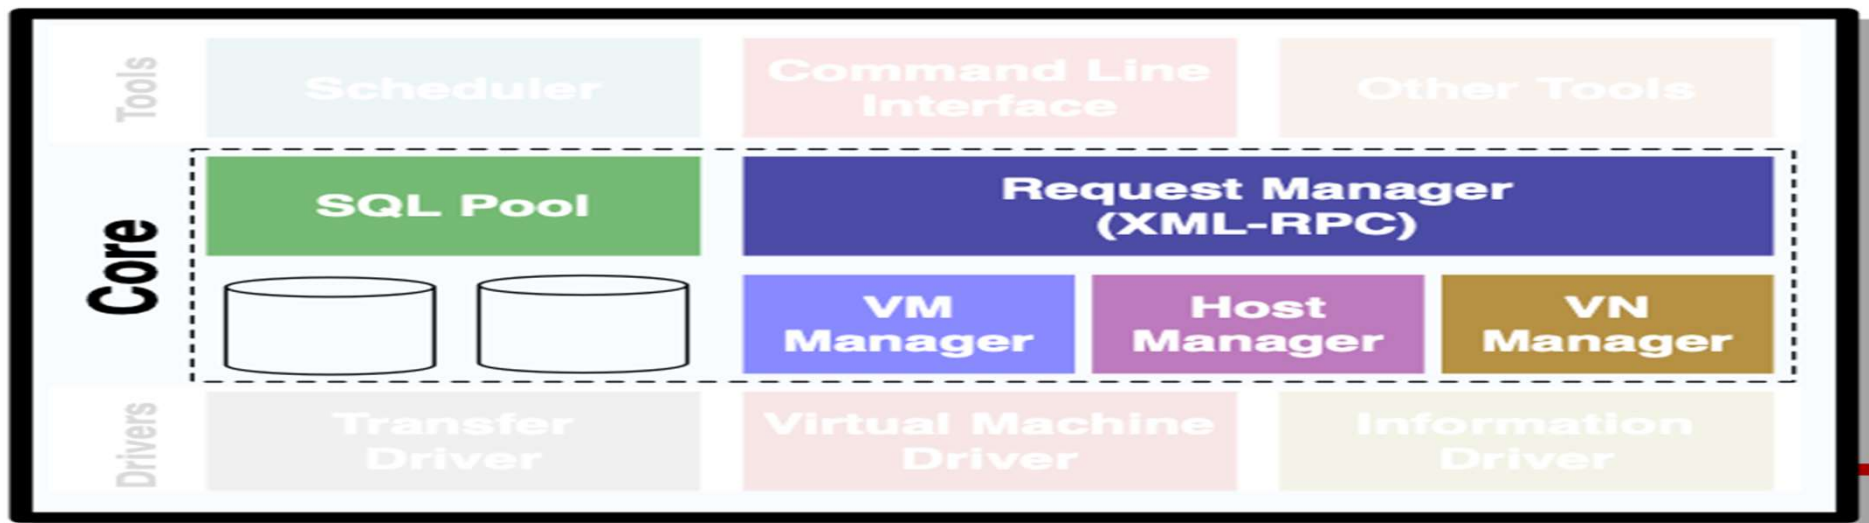 Tools
Scheduler
Command Line
Interface
Other Tools
Core
SQL Pool
Request Manager
(XML-RPC)
VM
Manager
Host
Manager
VN
Manager
Drivers
Transfer
Driver
Virtual Machine
Driver
Information
Driver